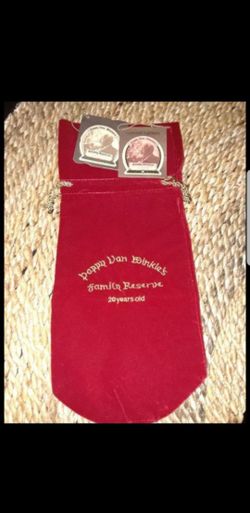 Pappy Van Winkle's
Family Reserve
20 years old